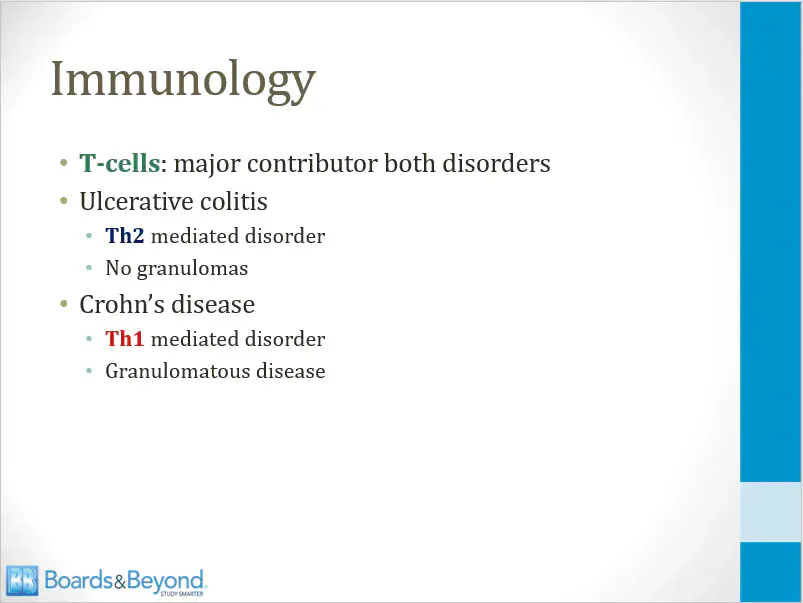 Immunology
• T-cells: major contributor both disorders
• Ulcerative colitis
• Th2 mediated disorder
• No granulomas
• Crohn’s disease
• Th1 mediated disorder
• Granulomatous disease
BB Boards&Beyond.
STUDY SMARTER